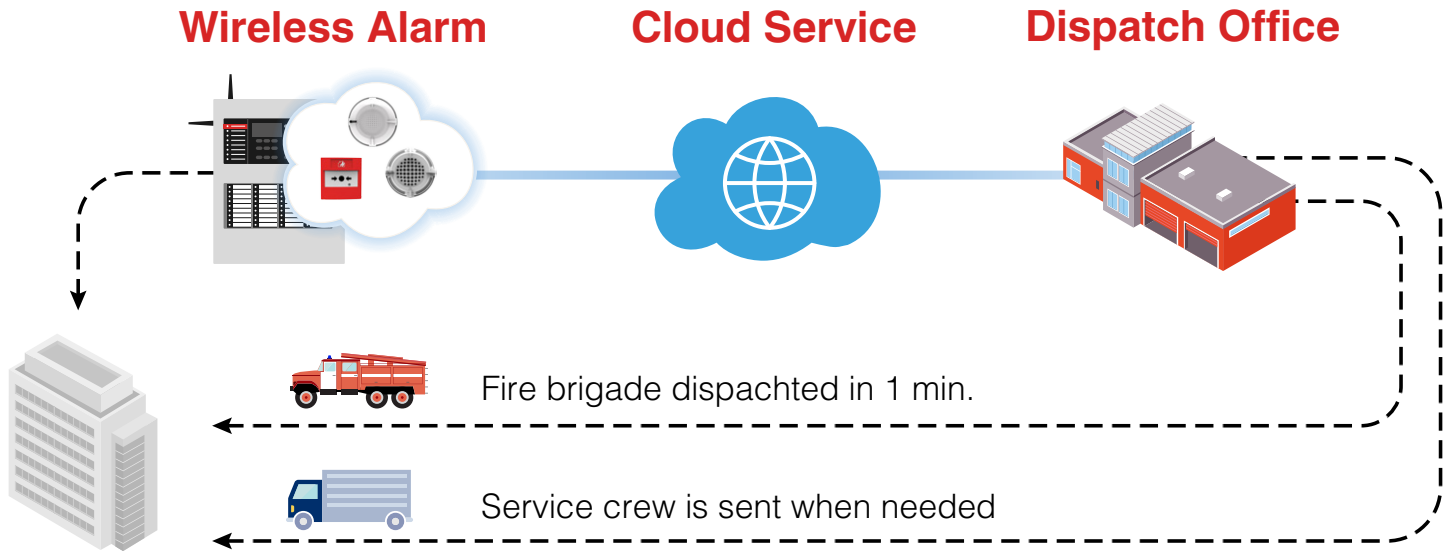 Wireless Alarm
Cloud Service
Dispatch Office
Fire brigade dispachted in 1 min.
Service crew is sent when needed